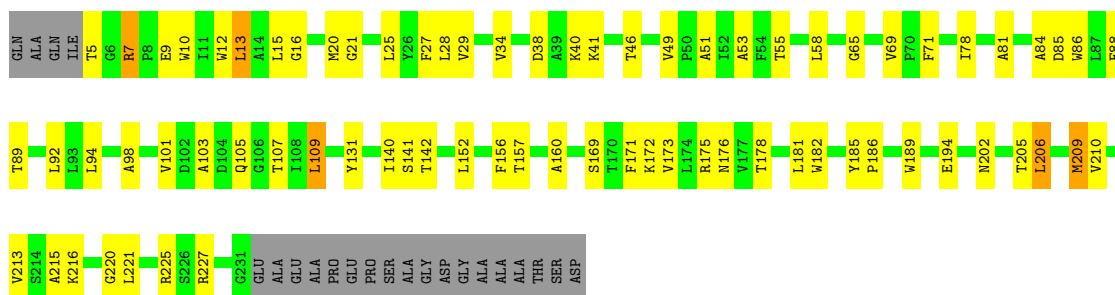 GLN ALA GLN ILE T5 G6 R7 P8 E9 W10 I11 W12 L13 A14 L15 G16 M20 G21 L25 Y26 F27 L28 V29 V34 D38 A39 K40 K41 T46 V49 P50 A51 I52 A53 F54 T55 L58 G65 V69 P70 F71 I78 A81 A84 D85 W86 L87 E88
T89 L92 L93 L94 A98 V101 D102 A103 D104 Q105 G106 T107 I108 L109 Y131 I140 S141 T142 L152 F156 T157 A160 S169 T170 F171 K172 V173 L174 R175 N176 V177 T178 L181 W182 Y185 P186 W189 E194 N202 T205 L206 M209 V210
V213 S214 A215 K216 G220 L221 R225 S226 R227 G231 GLU ALA GLU ALA PRO GLU PRO SER ALA GLY ASP GLY ALA ALA ALA THR SER ASP